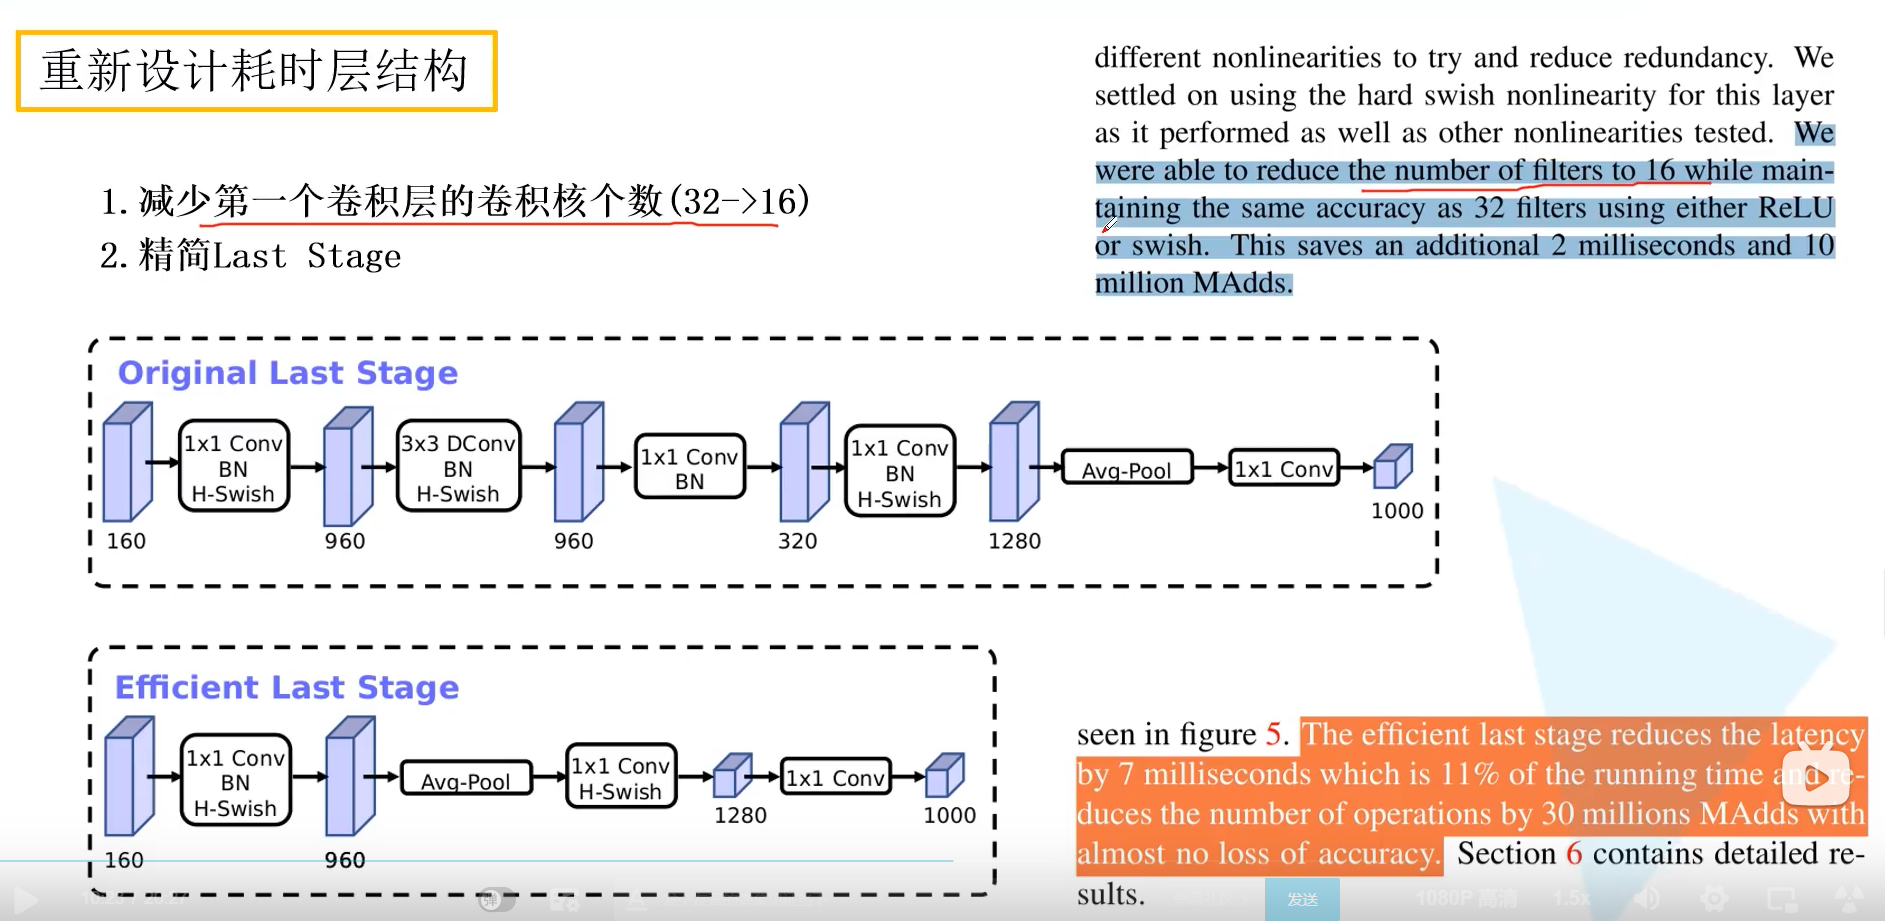 重新设计耗时层结构
1.减少第一个卷积层的卷积核个数(32->16)
2.精简Last Stage
different nonlinearities to try and reduce redundancy. We
settled on using the hard swish nonlinearity for this layer
as it performed as well as other nonlinearities tested. We
were able to reduce the number of filters to 16 while main-
taining the same accuracy as 32 filters using either ReLU
or swish. This saves an additional 2 milliseconds and 10
million MAdds.
Original Last Stage
1x1 Conv
BN
H-Swish
3x3 DConv
BN
H-Swish
1x1 Conv
BN
1x1 Conv
BN
H-Swish
Avg-Pool
1x1 Conv
160
960
960
320
1280
1000
Efficient Last Stage
1x1 Conv
BN
H-Swish
Avg-Pool
1x1 Conv
H-Swish
1x1 Conv
160
960
1280
1000
seen in figure 5. The efficient last stage reduces the latency
by 7 milliseconds which is 11% of the running time and re-
duces the number of operations by 30 millions MAdds with
almost no loss of accuracy. Section 6 contains detailed re-
sults.
弹
发送
1080P 高清
1.5x